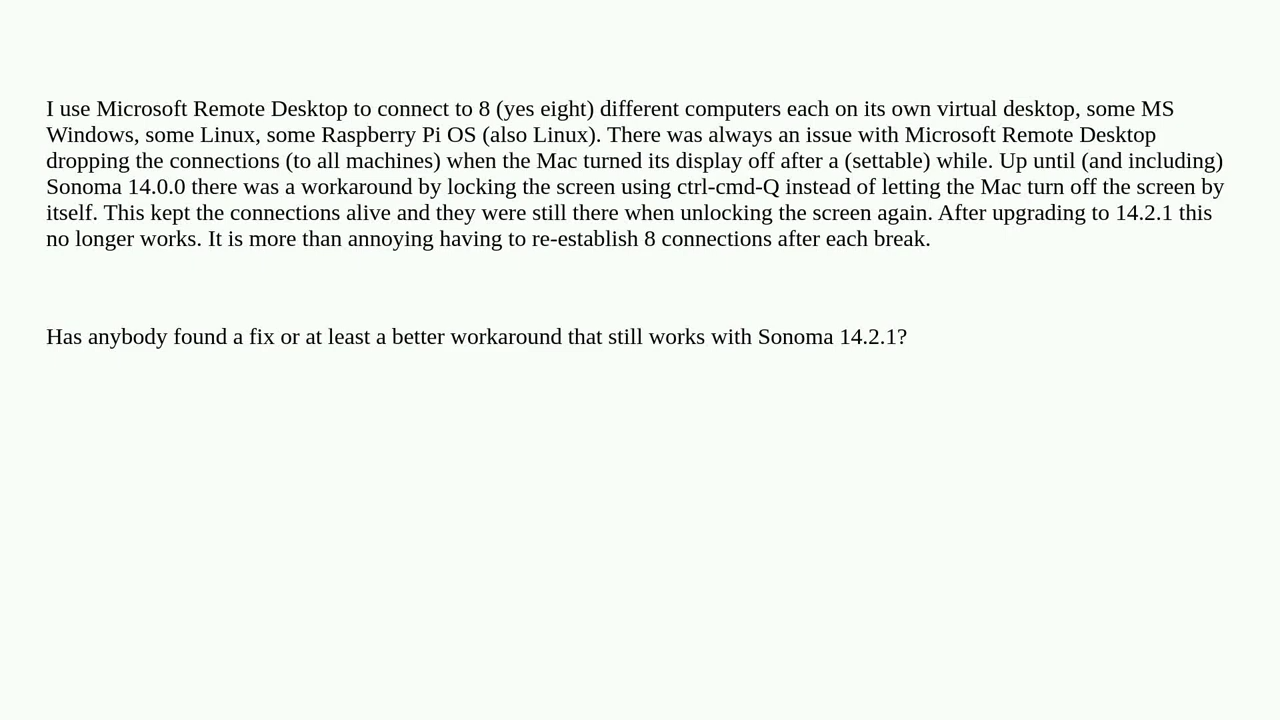 I use Microsoft Remote Desktop to connect to 8 (yes eight) different computers each on its own virtual desktop, some MS
Windows, some Linux, some Raspberry Pi OS (also Linux). There was always an issue with Microsoft Remote Desktop
dropping the connections (to all machines) when the Mac turned its display off after a (settable) while. Up until (and including)
Sonoma 14.0.0 there was a workaround by locking the screen using ctrl-cmd-Q instead of letting the Mac turn off the screen by
itself. This kept the connections alive and they were still there when unlocking the screen again. After upgrading to 14.2.1 this
no longer works. It is more than annoying having to re-establish 8 connections after each break.
Has anybody found a fix or at least a better workaround that still works with Sonoma 14.2.1?